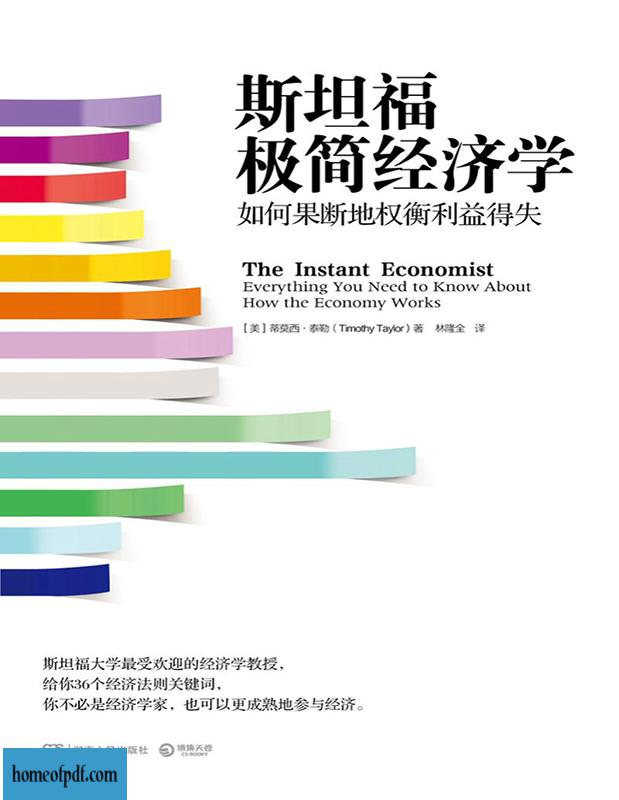 斯坦福
极简经济学
如何果断地权衡利益得失
The Instant Economist
Everything You Need to Know About
How the Economy Works
[美] 蒂莫西·泰勒(Timothy Taylor)著 林隆全 译
斯坦福大学最受欢迎的经济学教授,
给你36个经济法则关键词,
你不必是经济学家,也可以更成熟地参与经济。
出版社
博集天卷
CS-BOOKY
homeofpdf.com